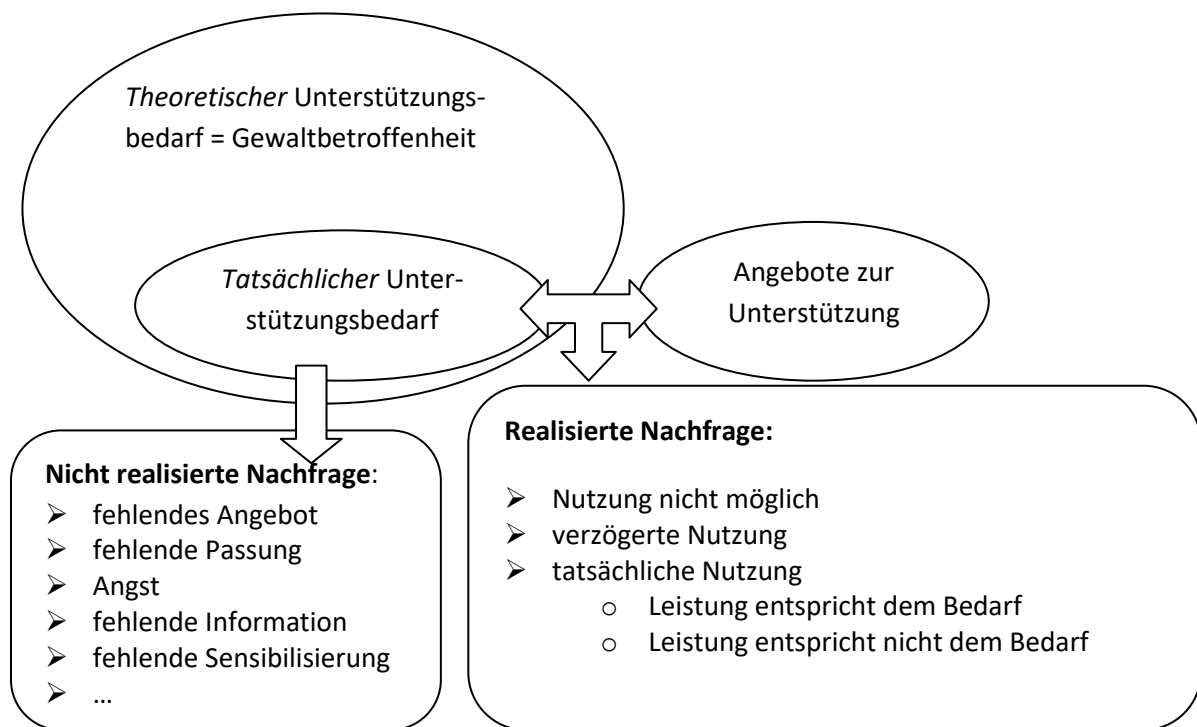 Theoretischer Unterstützungs-
bedarf = Gewaltbetroffenheit
Tatsächlicher Unter-
stützungsbedarf
Angebote zur
Unterstützung
Nicht realisierte Nachfrage:
➢ fehlendes Angebot
➢ fehlende Passung
➢ Angst
➢ fehlende Information
➢ fehlende Sensibilisierung
➢ ...
Realisierte Nachfrage:
➢ Nutzung nicht möglich
➢ verzögerte Nutzung
➢ tatsächliche Nutzung
o Leistung entspricht dem Bedarf
o Leistung entspricht nicht dem Bedarf